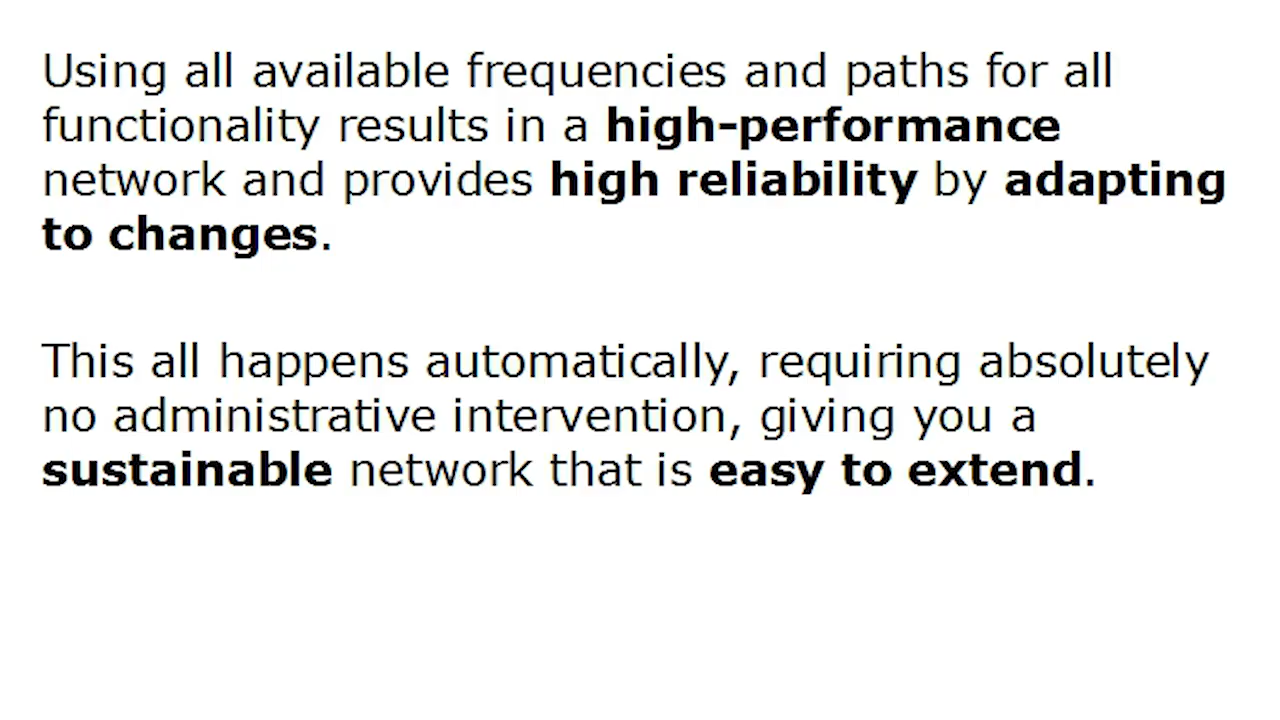 Using all available frequencies and paths for all
functionality results in a high-performance
network and provides high reliability by adapting
to changes.
This all happens automatically, requiring absolutely
no administrative intervention, giving you a
sustainable network that is easy to extend.